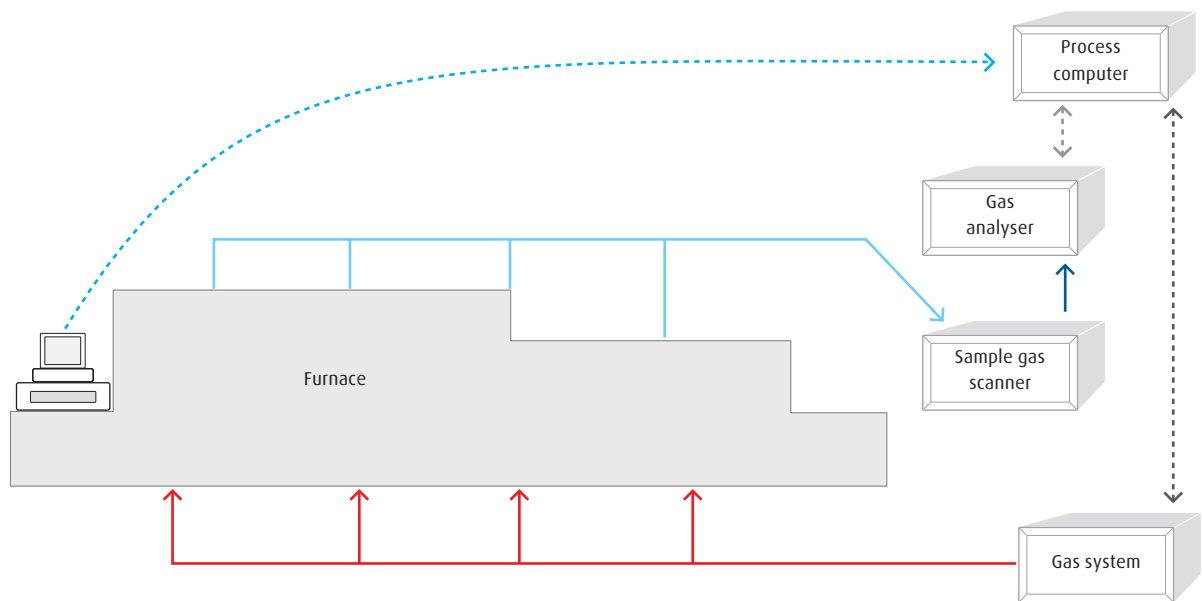 Process
computer
Gas
analyser
Sample gas
scanner
Furnace
Gas system